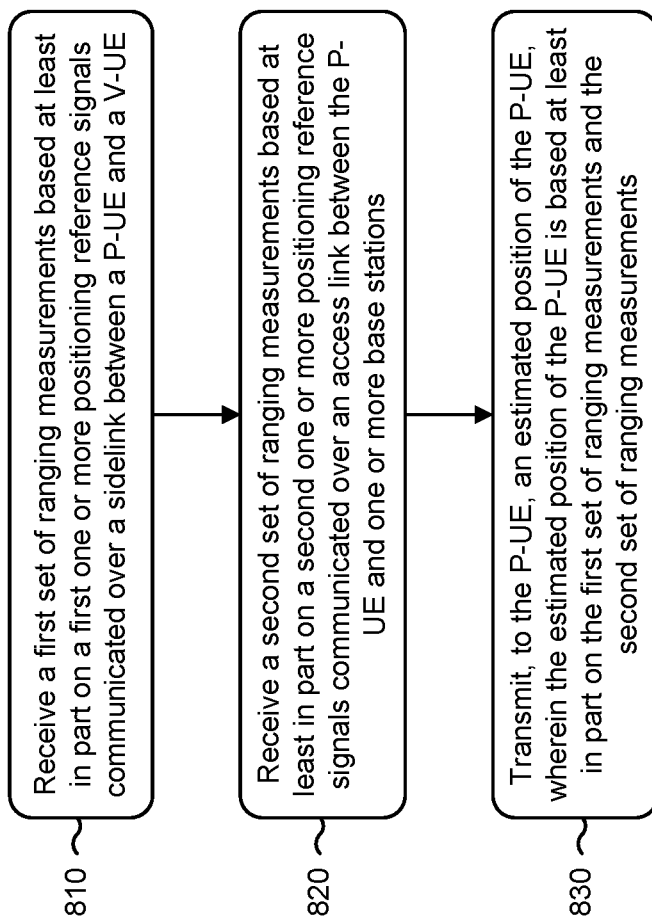 810
Receive a first set of ranging measurements based at least
in part on a first one or more positioning reference signals
communicated over a sidelink between a P-UE and a V-UE
820
Receive a second set of ranging measurements based at
least in part on a second one or more positioning reference
signals communicated over an access link between the P-
UE and one or more base stations
830
Transmit, to the P-UE, an estimated position of the P-UE,
wherein the estimated position of the P-UE is based at least
in part on the first set of ranging measurements and the
second set of ranging measurements